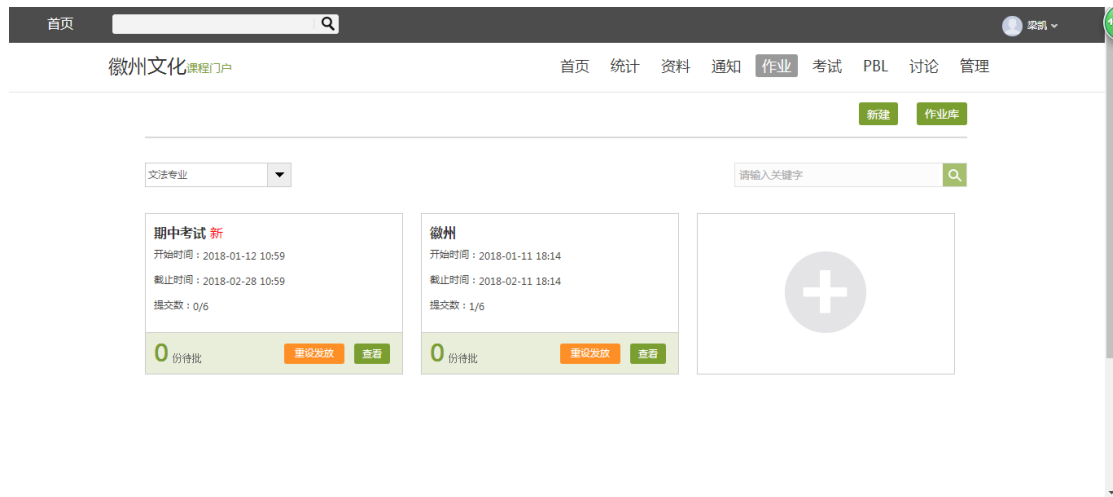 首页 梁凯
徽州文化课程门户 首页 统计 资料 通知 作业 考试 PBL 讨论 管理
新建 作业库
文法专业 请输入关键字
期中考试 新
开始时间：2018-01-12 10:59
截止时间：2018-02-28 10:59
提交数：0/6
0 份待批 重设发放 查看
徽州
开始时间：2018-01-11 18:14
截止时间：2018-02-11 18:14
提交数：1/6
0 份待批 重设发放 查看